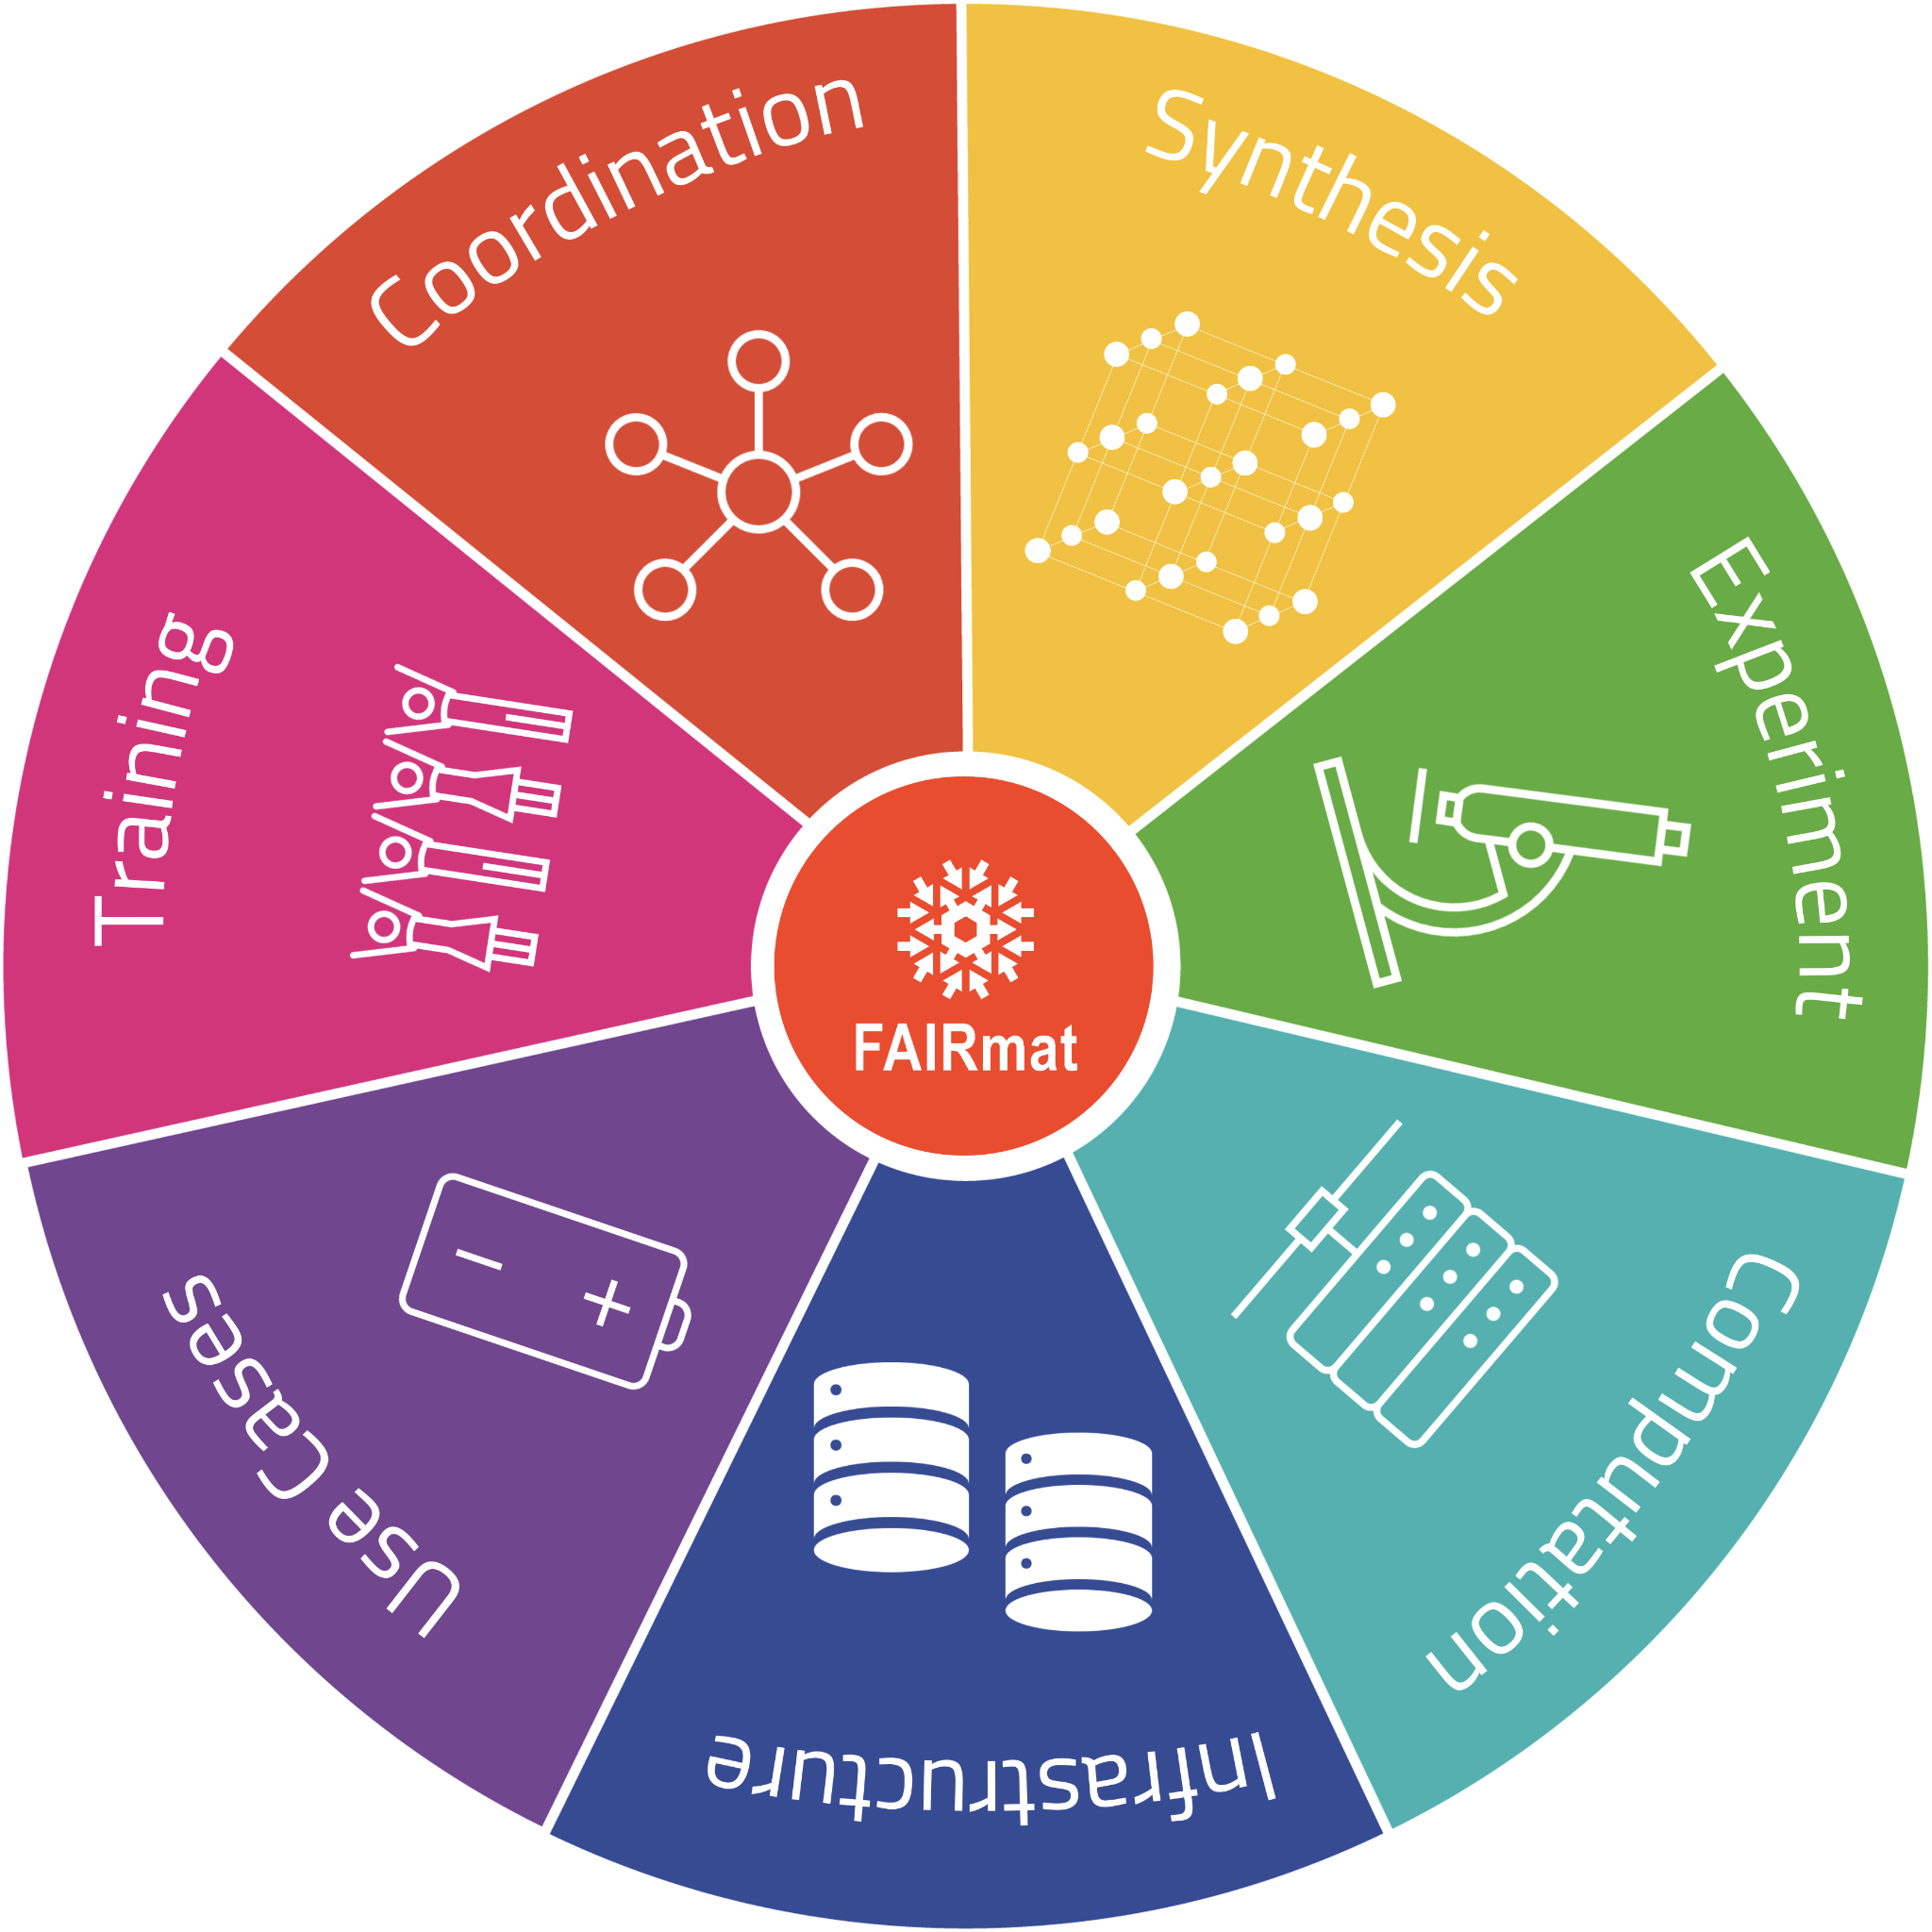 Synthesis
Experiment
Computation
Infrastructure
Use Cases
Training
Coordination
FAIRmat